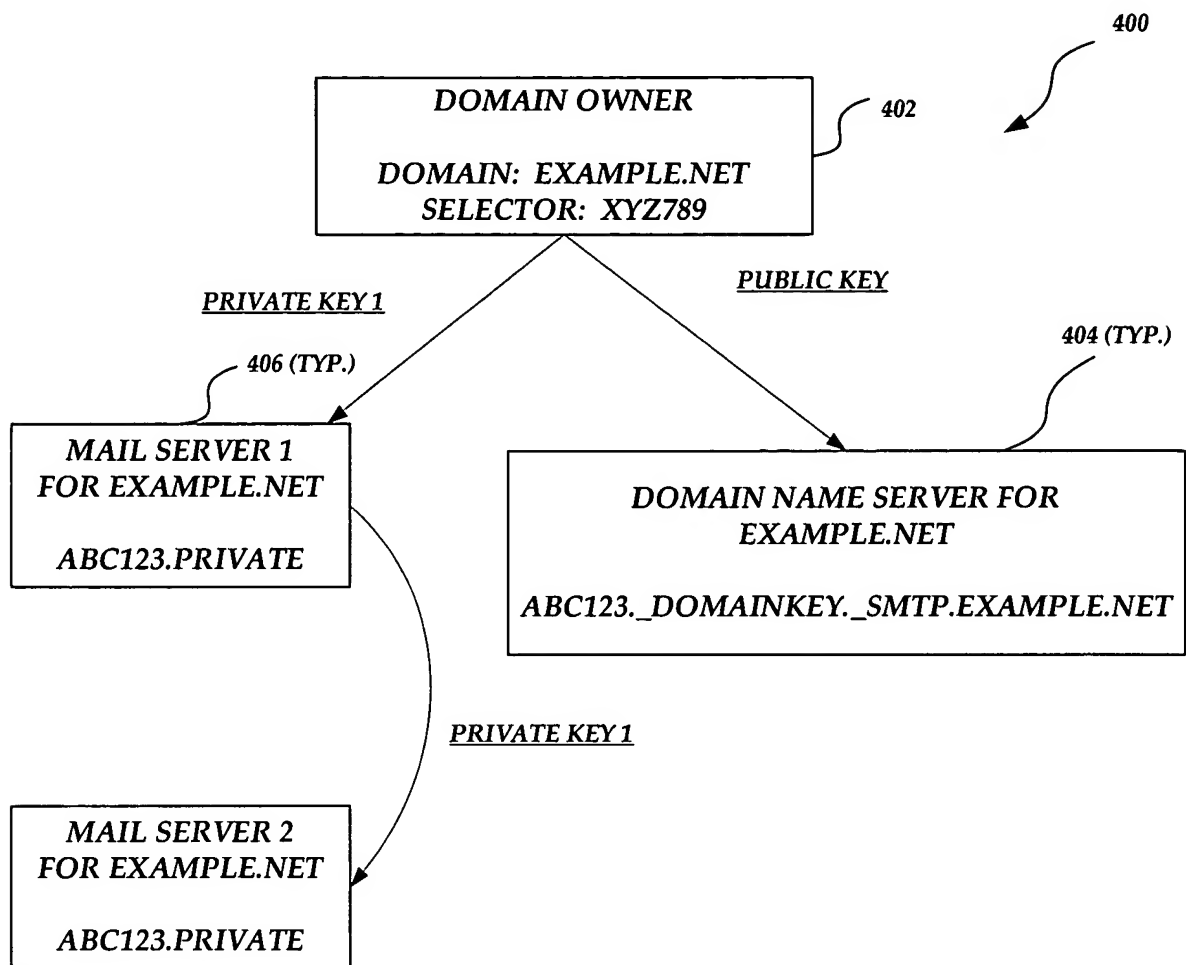 400
DOMAIN OWNER
402
DOMAIN: EXAMPLE.NET
SELECTOR: XYZ789
PUBLIC KEY
PRIVATE KEY 1
404 (TYP.)
406 (TYP.)
MAIL SERVER 1
FOR EXAMPLE.NET
ABC123.PRIVATE
DOMAIN NAME SERVER FOR
EXAMPLE.NET
ABC123._DOMAINKEY._SMTP.EXAMPLE.NET
PRIVATE KEY 1
MAIL SERVER 2
FOR EXAMPLE.NET
ABC123.PRIVATE